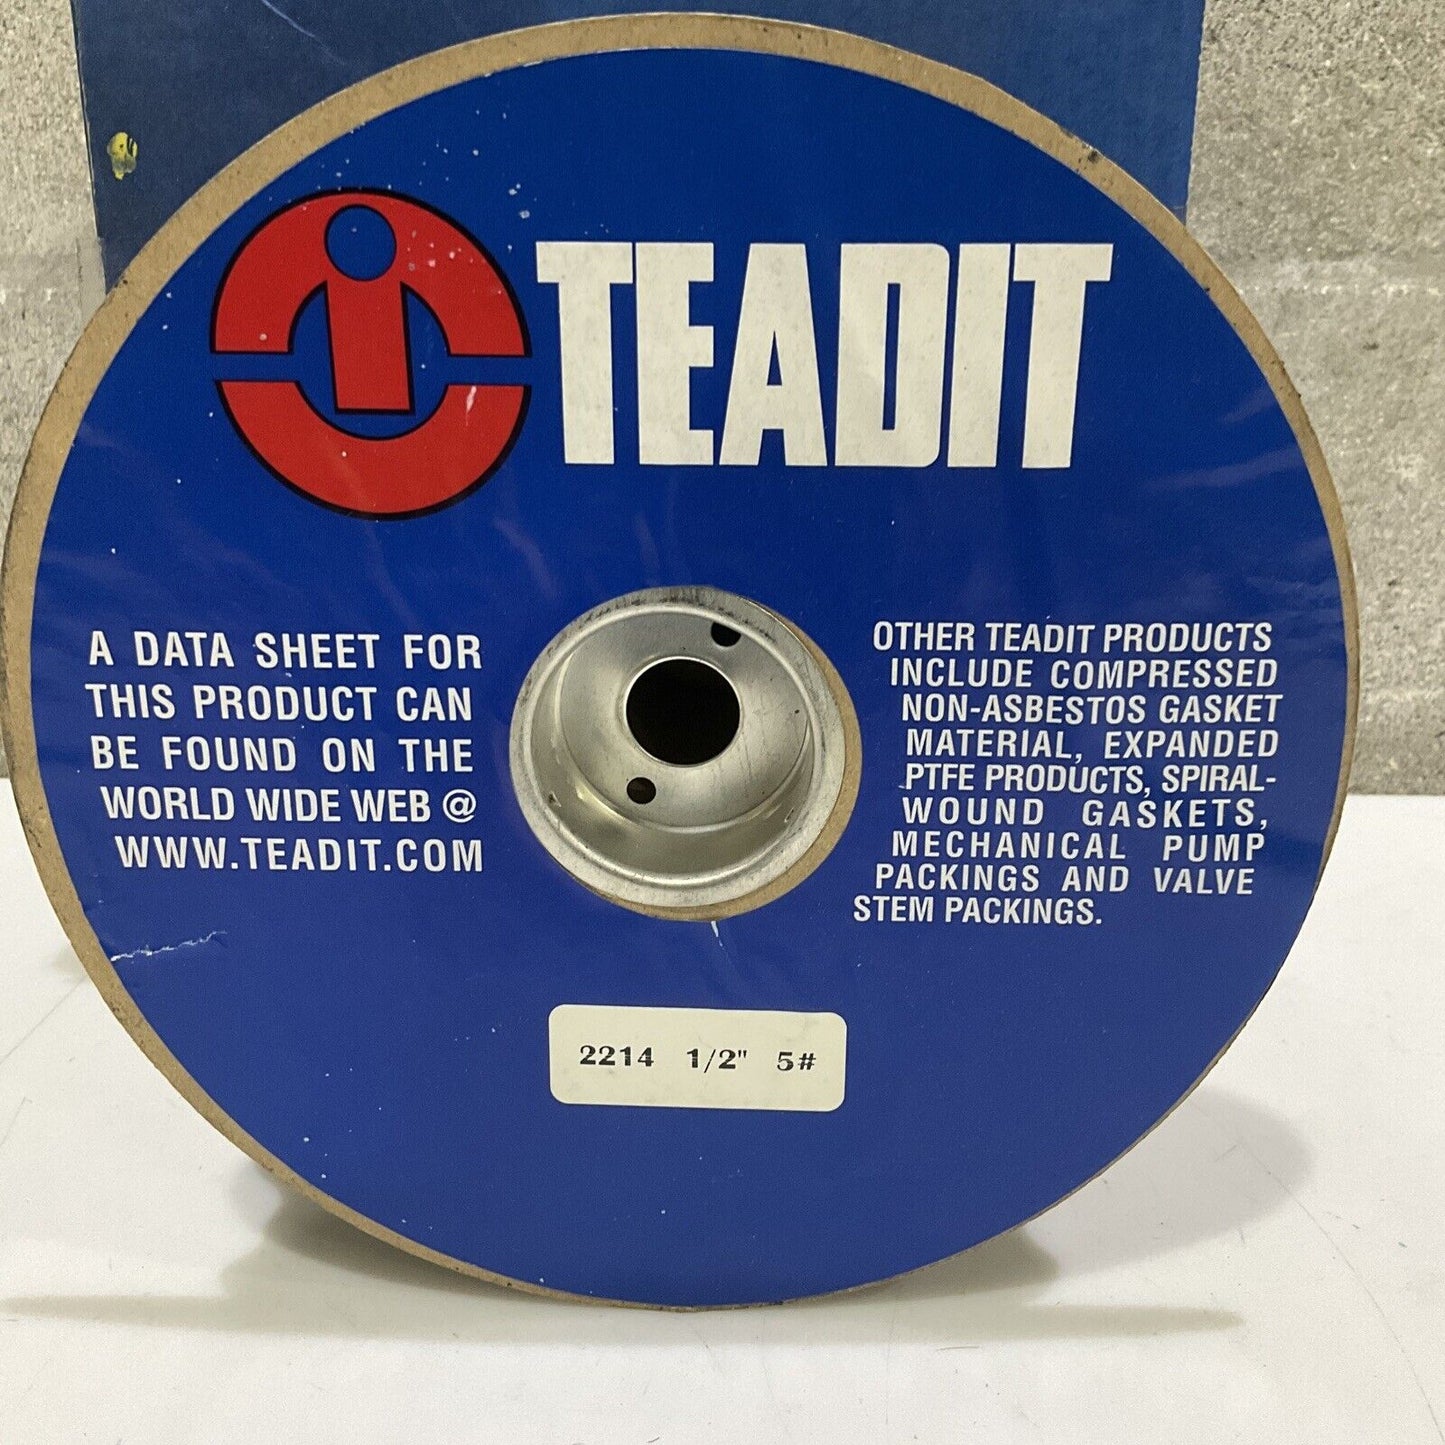 TEADIT
A DATA SHEET FOR
THIS PRODUCT CAN
BE FOUND ON THE
WORLD WIDE WEB @
WWW.TEADIT.COM
OTHER TEADIT PRODUCTS
INCLUDE COMPRESSED
NON-ASBESTOS GASKET
MATERIAL, EXPANDED
PTFE PRODUCTS, SPIRAL-
WOUND GASKETS,
MECHANICAL PUMP
PACKINGS AND VALVE
STEM PACKINGS.
2214 1/2" 5#